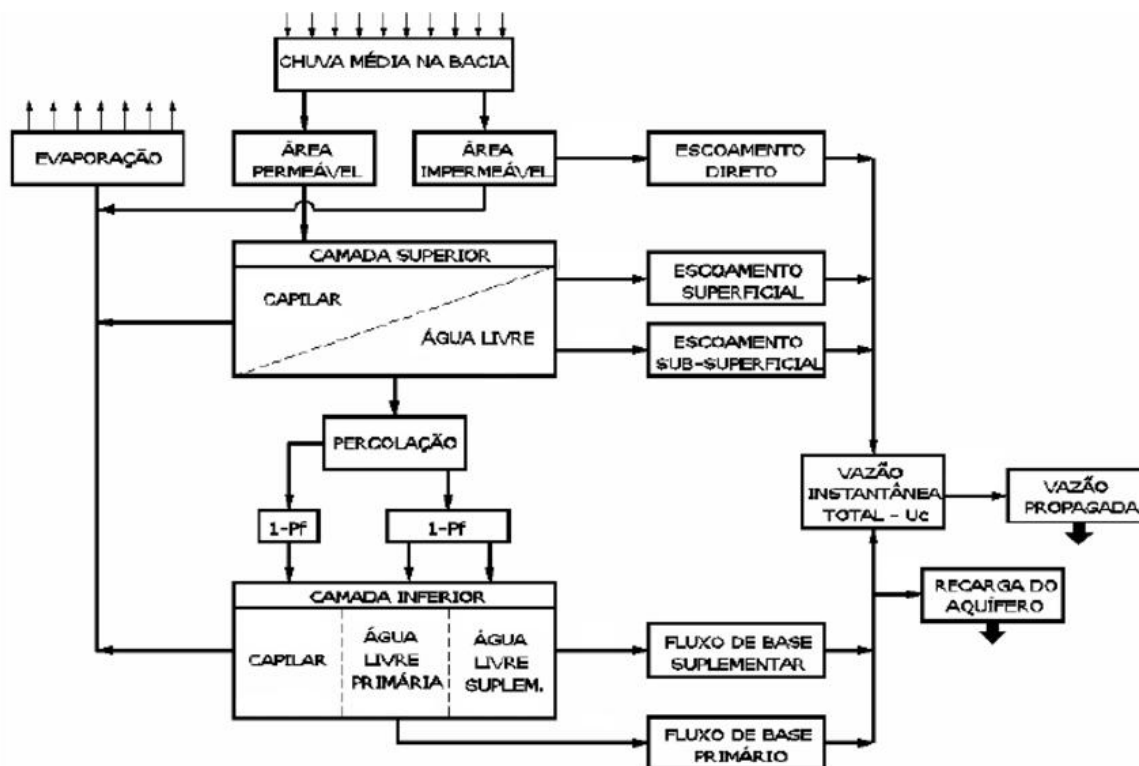 CHUVA MÉDIA NA BACIA
EVAPORAÇÃO
ÁREA
PERMEÁVEL
ÁREA
IMPERMEÁVEL
ESCOAMENTO
DIRETO
CAMADA SUPERIOR
CAPILAR
ÁGUA LIVRE
ESCOAMENTO
SUPERFICIAL
ESCOAMENTO
SUB-SUPERFICIAL
PERCOLAÇÃO
1-Pf
1-Pf
VAZÃO
INSTANTÂNEA
TOTAL - Uc
VAZÃO
PROPAGADA
RECARGA DO
AQUÍFERO
CAMADA INFERIOR
CAPILAR
ÁGUA
LIVRE
PRIMÁRIA
ÁGUA
LIVRE
SUPLEM.
FLUXO DE BASE
SUPLEMENTAR
FLUXO DE BASE
PRIMÁRIO